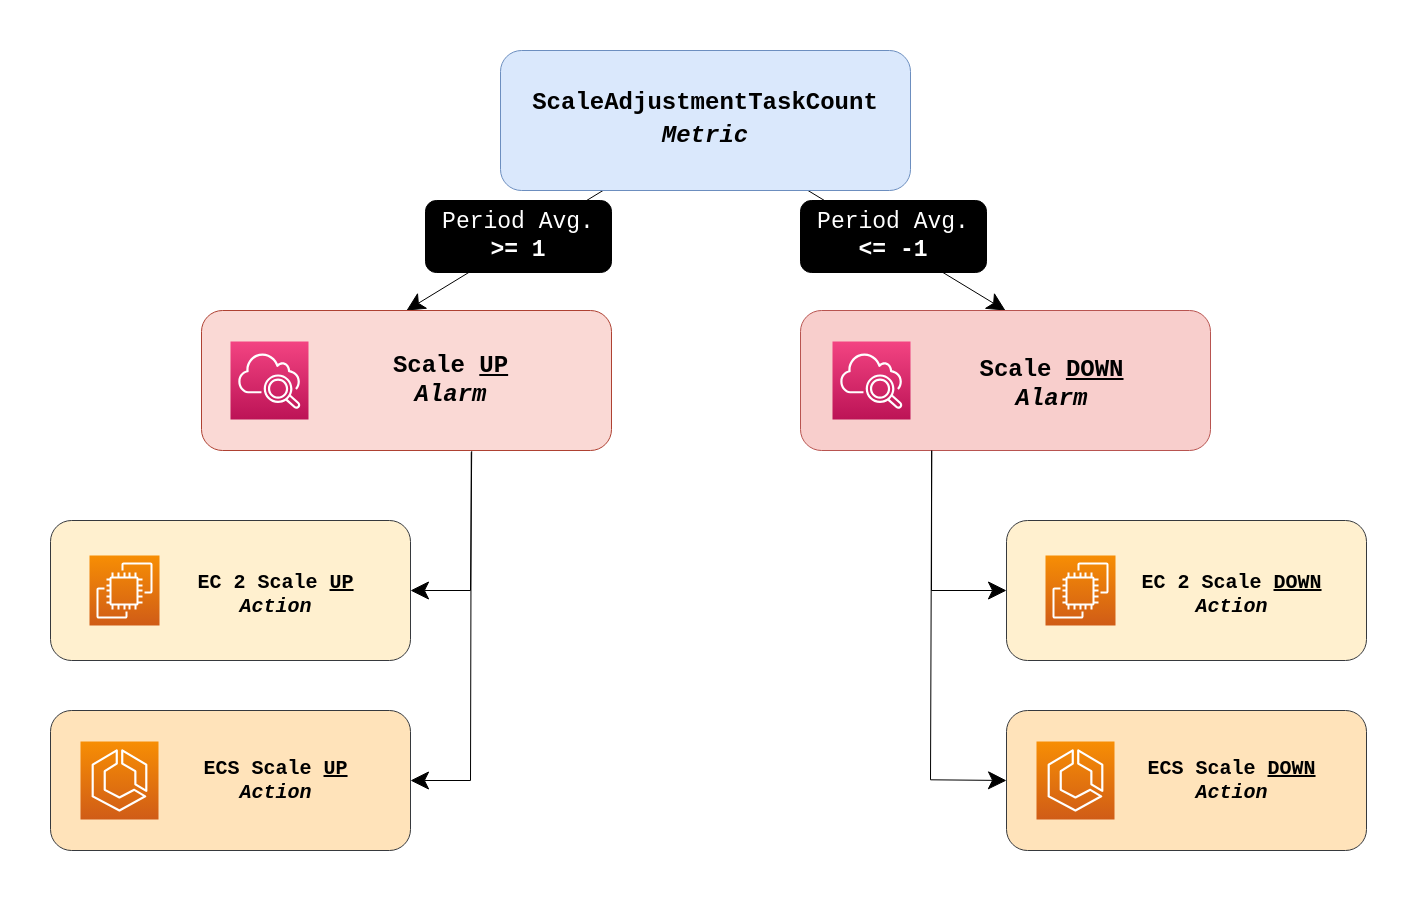 ScaleAdjustmentTaskCount
Metric
Period Avg.
>= 1
Period Avg.
<= -1
Scale UP
Alarm
Scale DOWN
Alarm
EC 2 Scale UP
Action
EC 2 Scale DOWN
Action
ECS Scale UP
Action
ECS Scale DOWN
Action